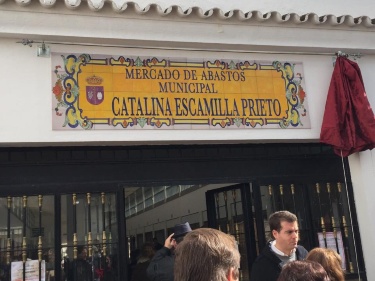 MERCADO DE ABASTOS
MUNICIPAL
CATALINA ESCAMILLA PRIETO